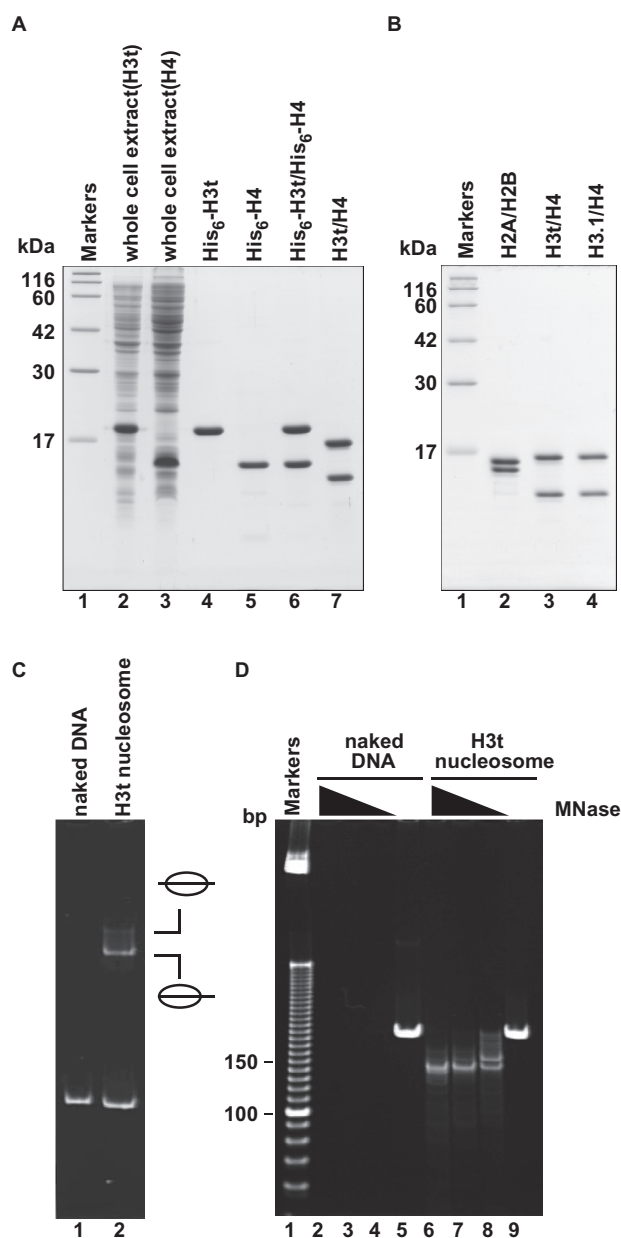 A
Markers
whole cell extract(H3t)
whole cell extract(H4)
His6-H3t
His6-H4
His6-H3t/His6-H4
H3t/H4
kDa
116
60
42
30
17
1 2 3 4 5 6 7
B
Markers
H2A/H2B
H3t/H4
H3.1/H4
kDa
116
60
42
30
17
1 2 3 4
C
naked DNA
H3t nucleosome
1 2
D
Markers
naked
DNA
H3t
nucleosome
bp
MNase
150
100
1 2 3 4 5 6 7 8 9